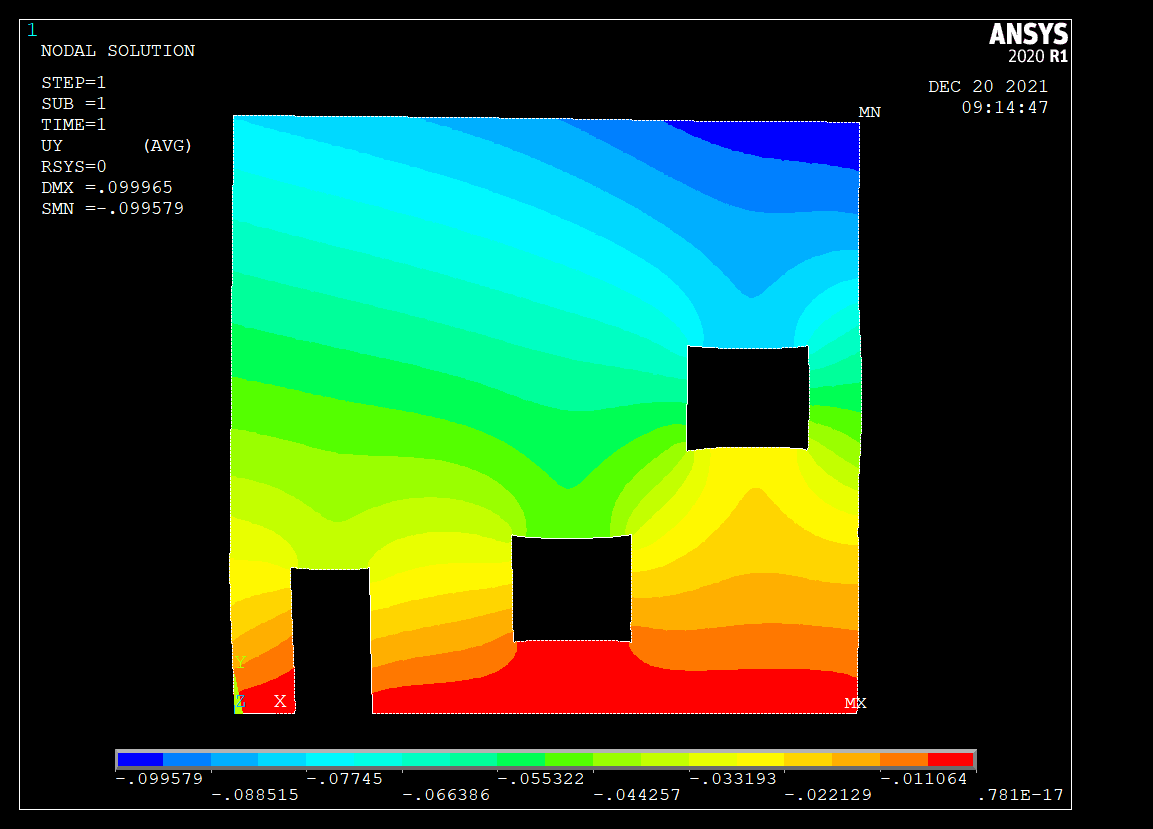 1
NODAL SOLUTION
STEP=1
SUB =1
TIME=1
UY (AVG)
RSYS=0
DMX =.099965
SMN =-.099579
ANSYS
2020 R1
DEC 20 2021
09:14:47
MN
Y
Z X
MX
-.099579 -.07745 -.055322 -.033193 -.011064
-.088515 -.066386 -.044257 -.022129 .781E-17